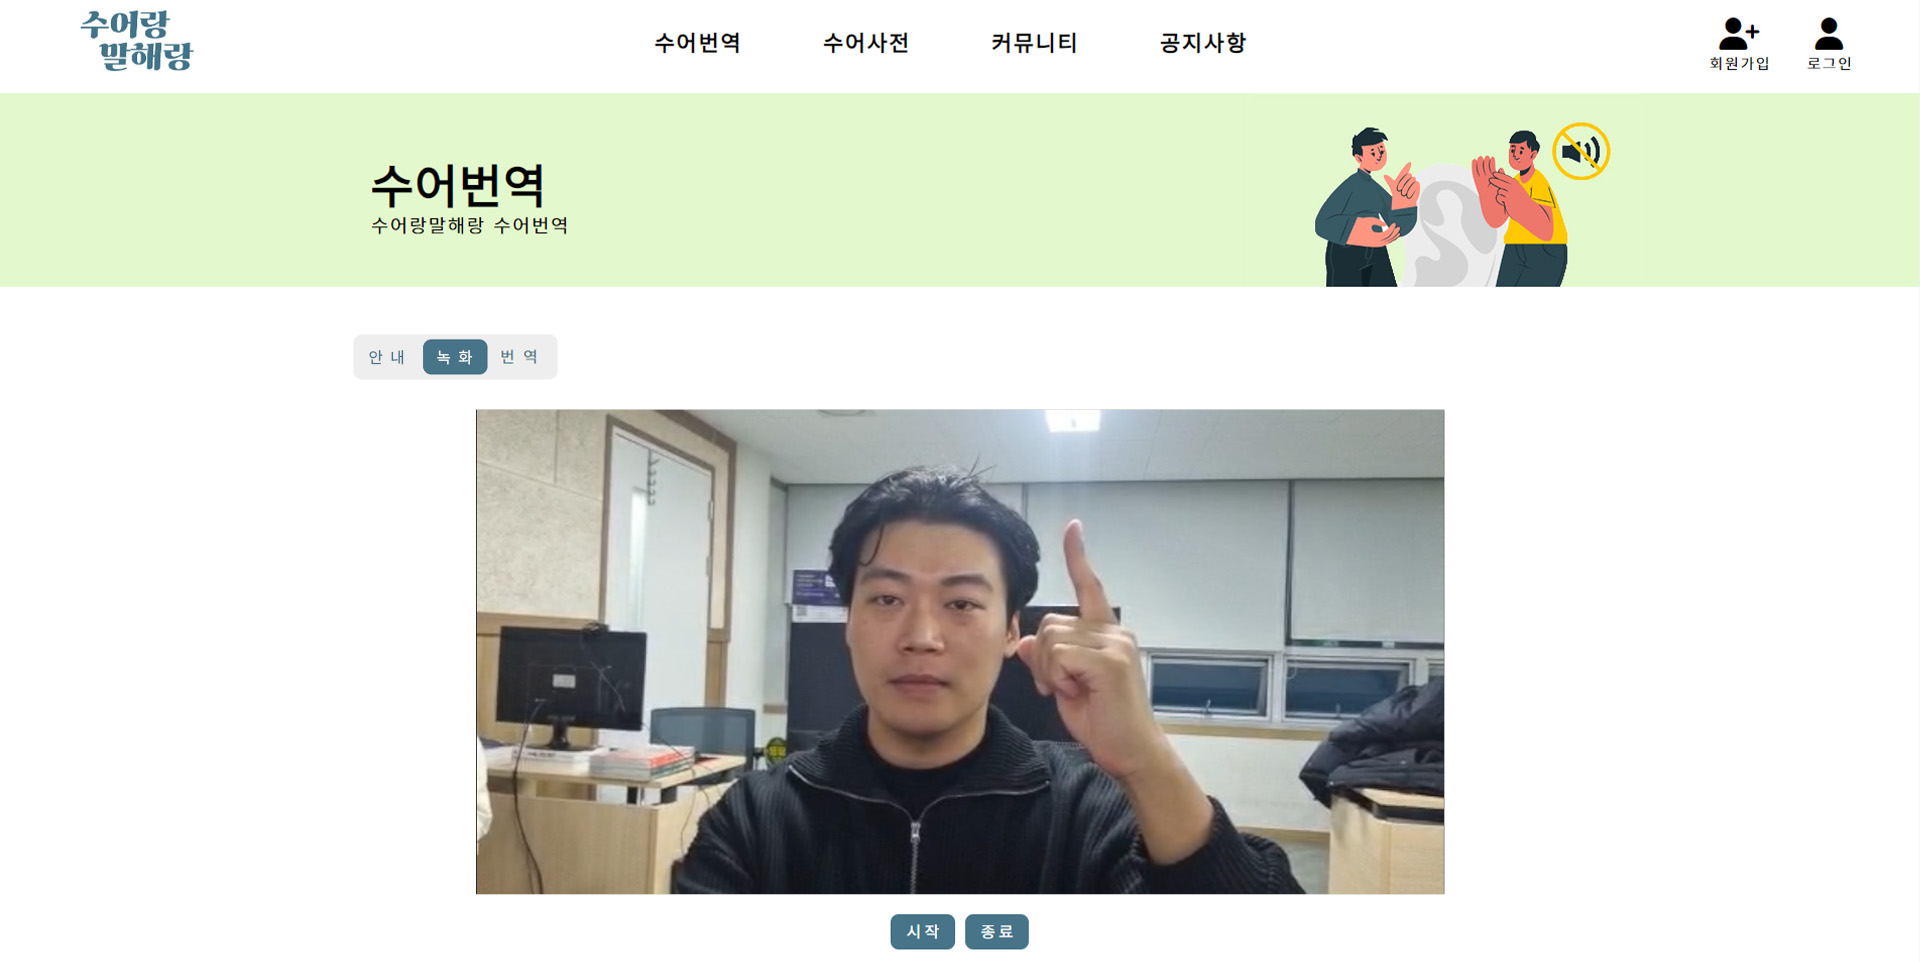 수어랑
말해랑
수어번역
수어사전
커뮤니티
공지사항
회원가입
로그인
수어번역
수어랑말해랑 수어번역
안내
녹화
번역
시작
종료